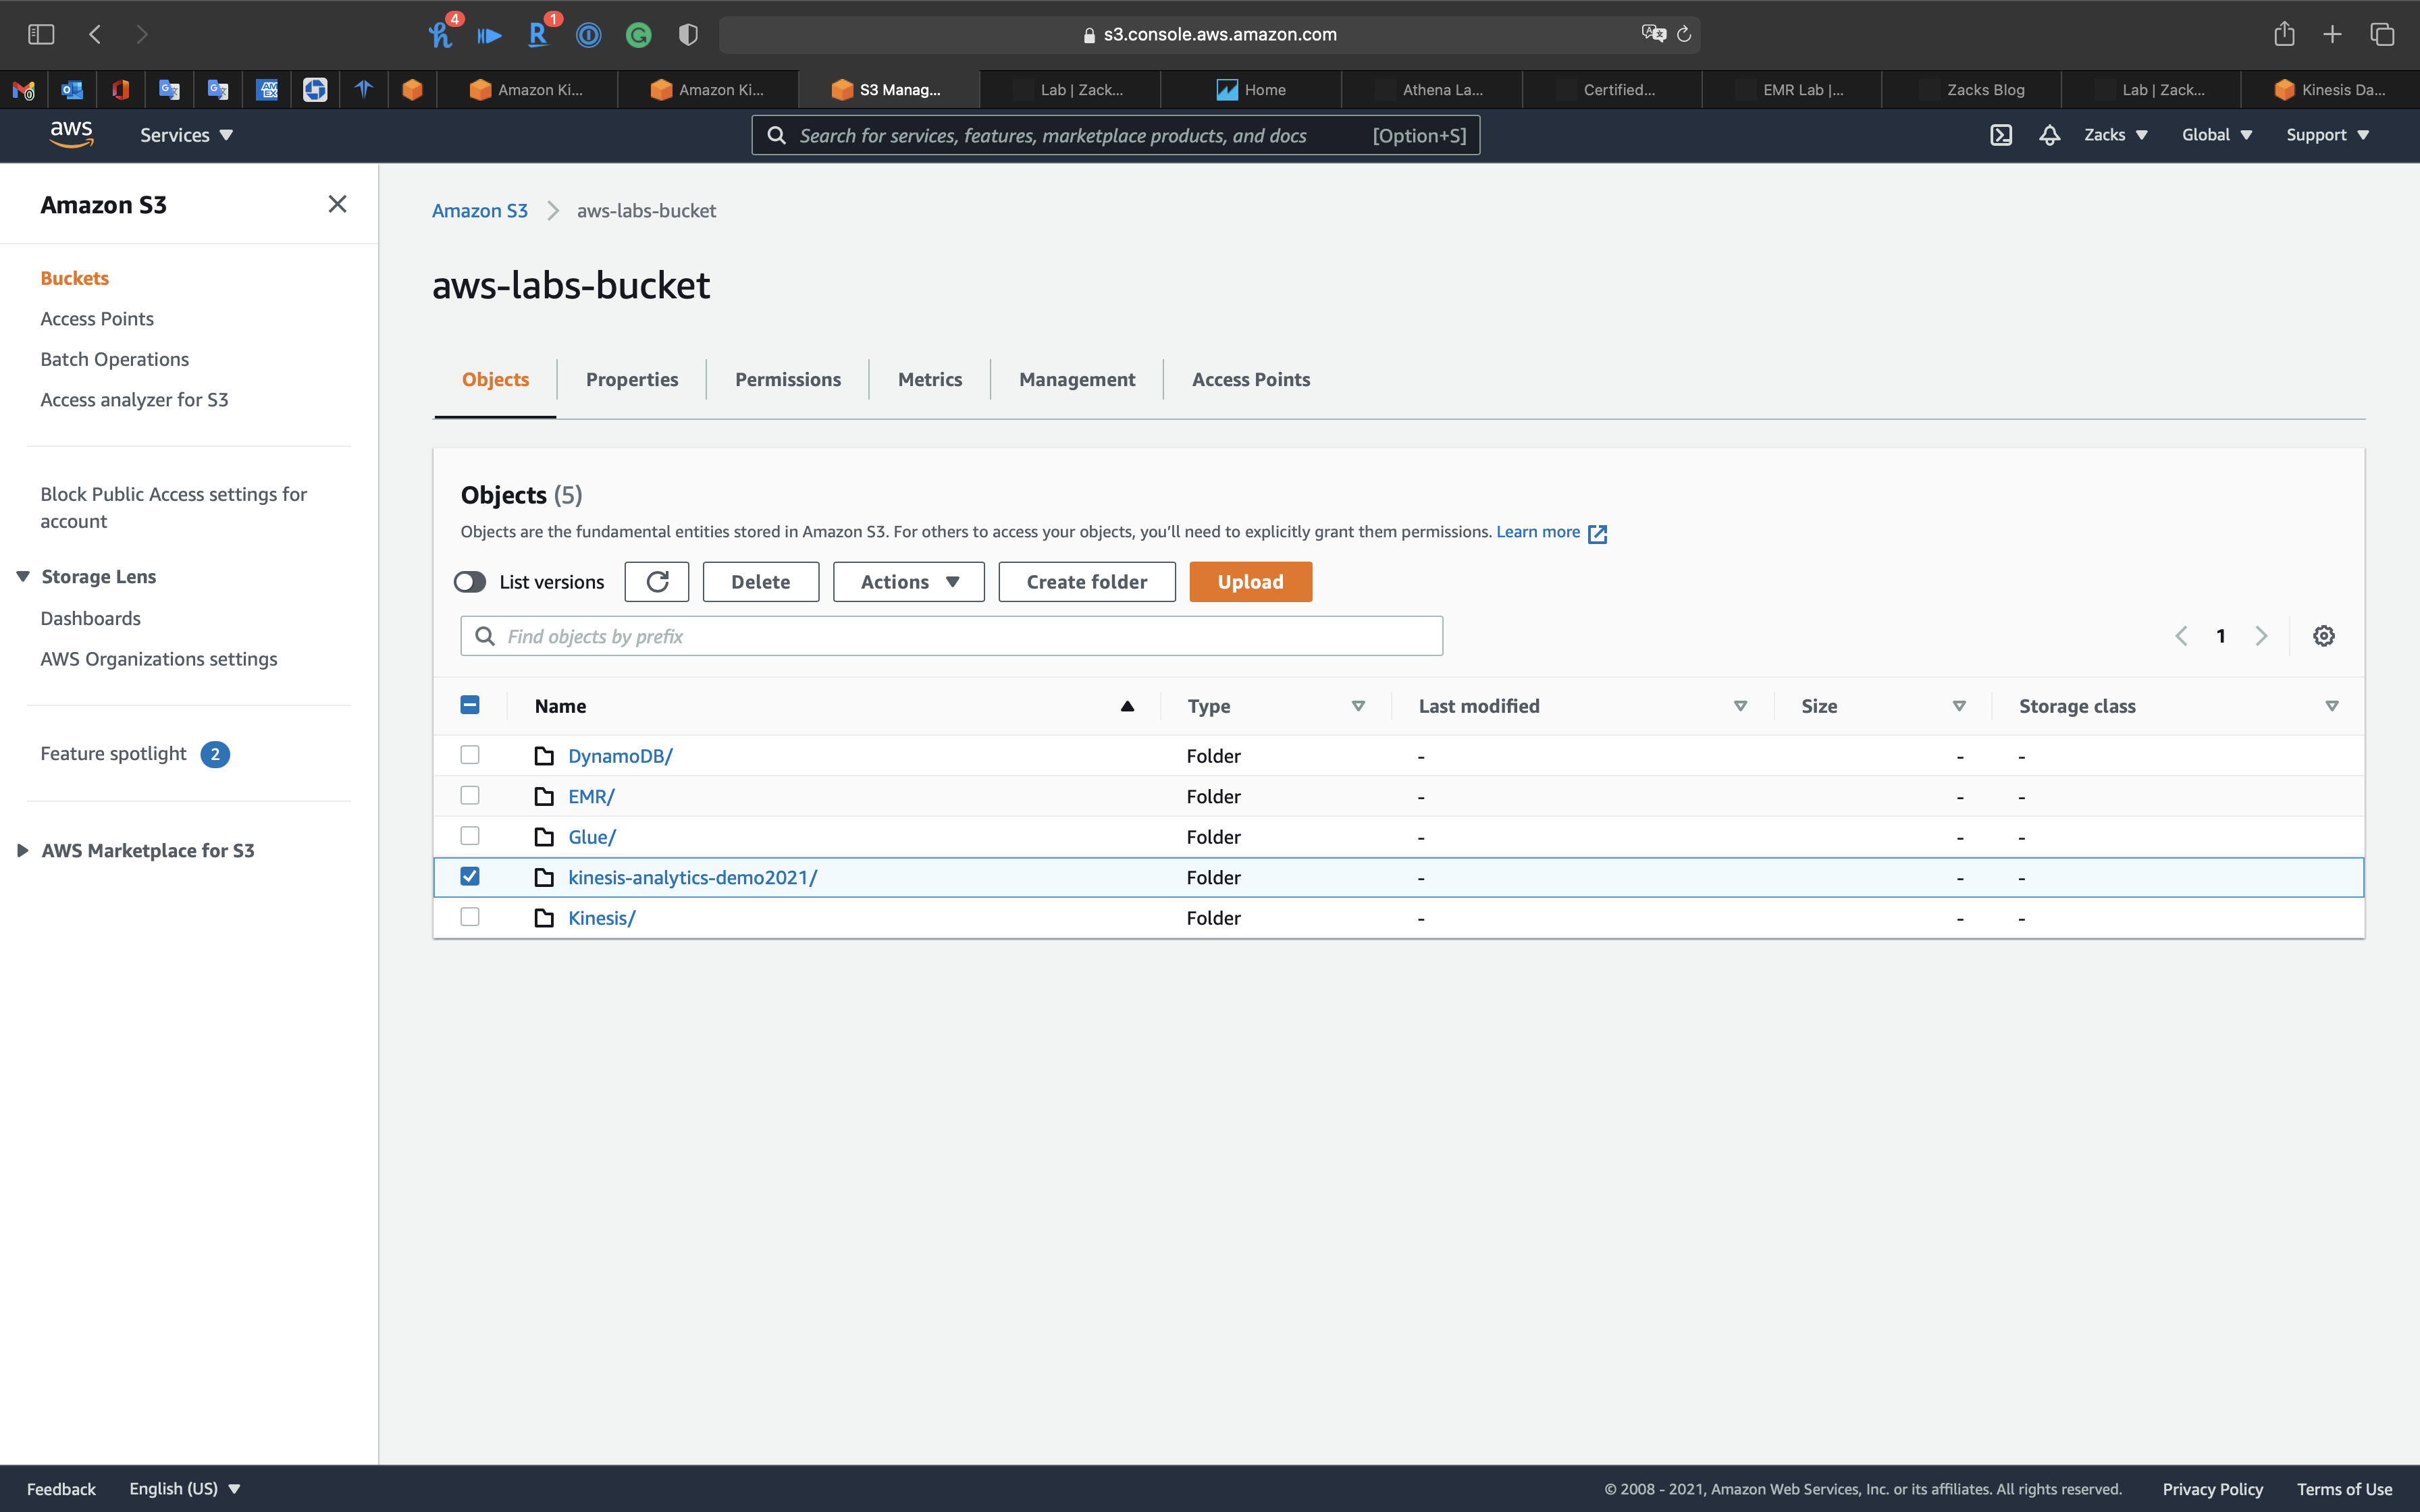 4
1
R
s3.console.aws.amazon.com
Amazon Ki...
Amazon Ki...
S3 Manag...
Lab | Zack...
Home
Athena La...
Certified...
EMR Lab |...
Zacks Blog
Lab | Zack...
Kinesis Da...
aws
Services
Search for services, features, marketplace products, and docs
[Option+S]
Zacks
Global
Support
Amazon S3
Buckets
Access Points
Batch Operations
Access analyzer for S3
Block Public Access settings for
account
Storage Lens
Dashboards
AWS Organizations settings
Feature spotlight 2
AWS Marketplace for S3
Amazon S3 > aws-labs-bucket
aws-labs-bucket
Objects
Properties
Permissions
Metrics
Management
Access Points
Objects (5)
Objects are the fundamental entities stored in Amazon S3. For others to access your objects, you’ll need to explicitly grant them permissions. Learn more
List versions
Delete
Actions
Create folder
Upload
Find objects by prefix
1
Name Type Last modified Size Storage class
DynamoDB/ Folder - - -
EMR/ Folder - - -
Glue/ Folder - - -
kinesis-analytics-demo2021/ Folder - - -
Kinesis/ Folder - - -
Feedback
English (US)
© 2008 - 2021, Amazon Web Services, Inc. or its affiliates. All rights reserved.
Privacy Policy
Terms of Use